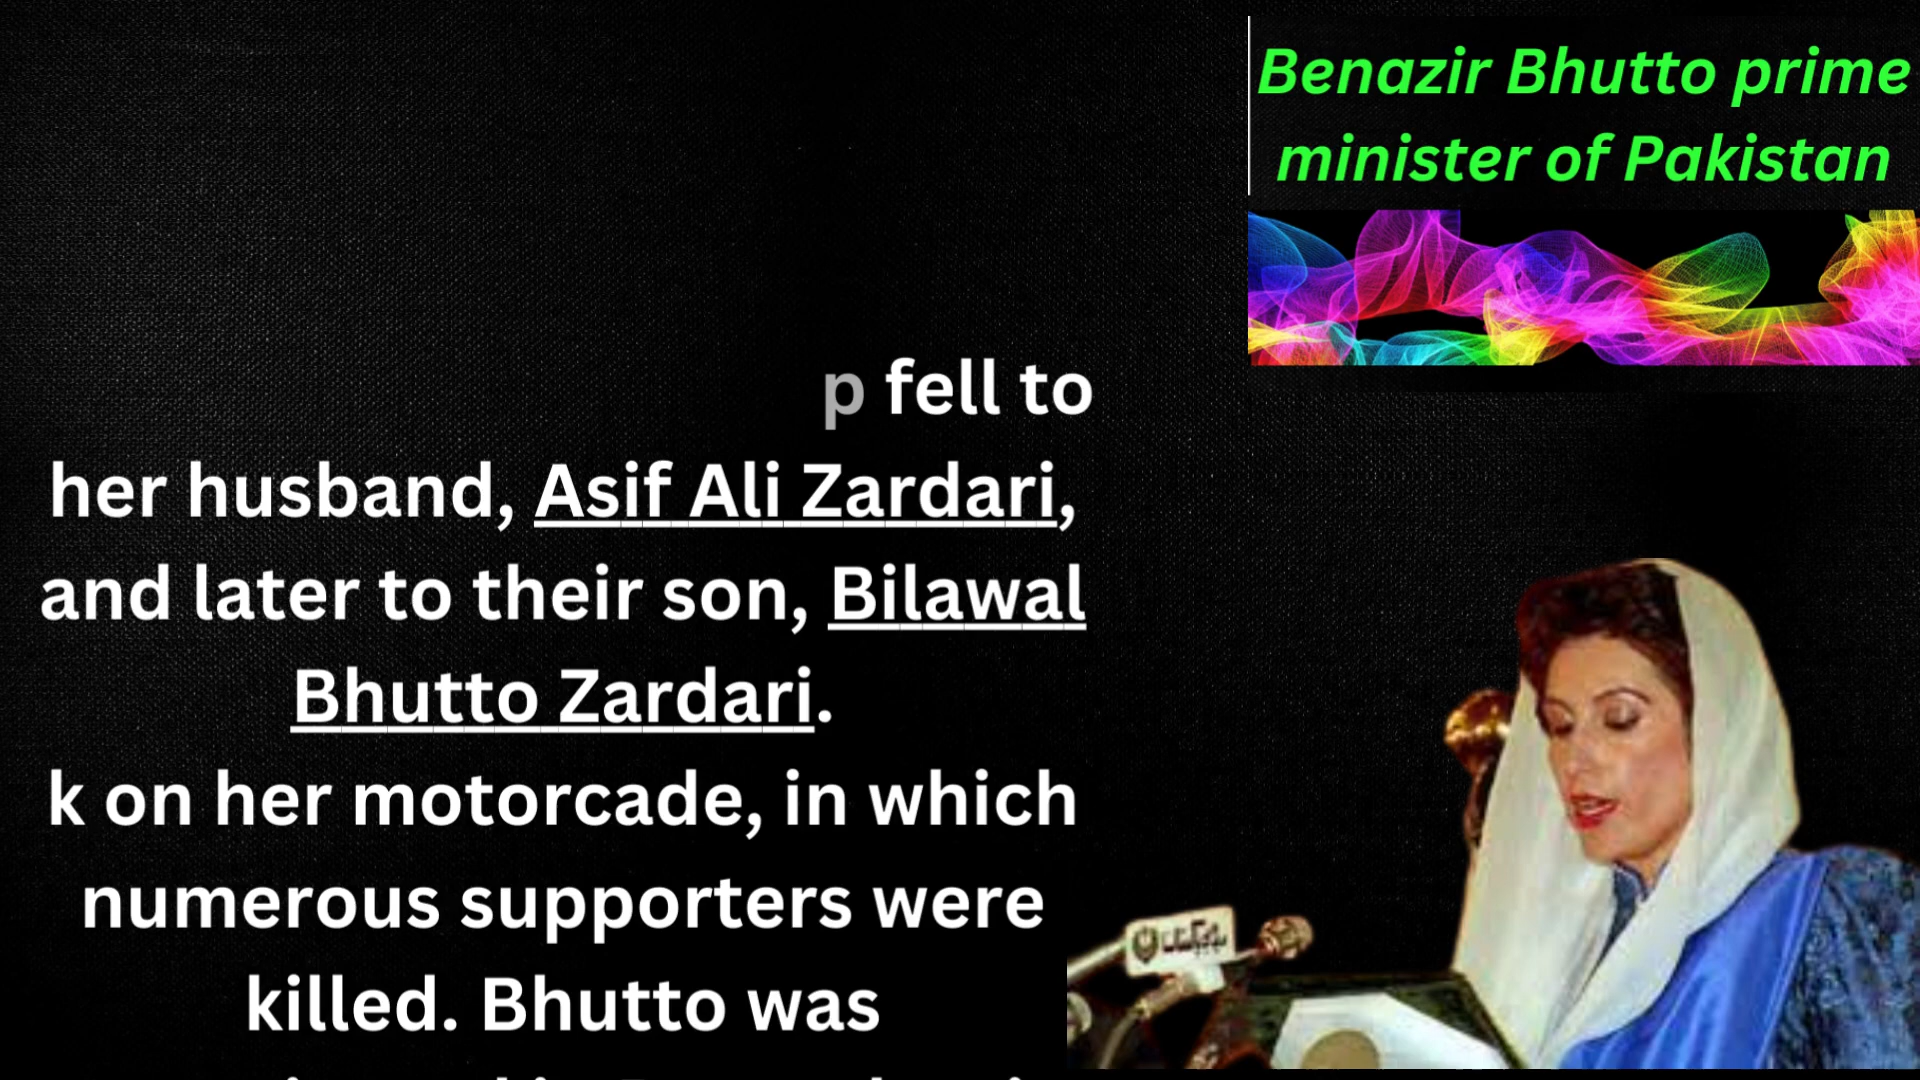 Benazir Bhutto prime
minister of Pakistan
p fell to
her husband, Asif Ali Zardari,
and later to their son, Bilawal
Bhutto Zardari.
k on her motorcade, in which
numerous supporters were
killed. Bhutto was